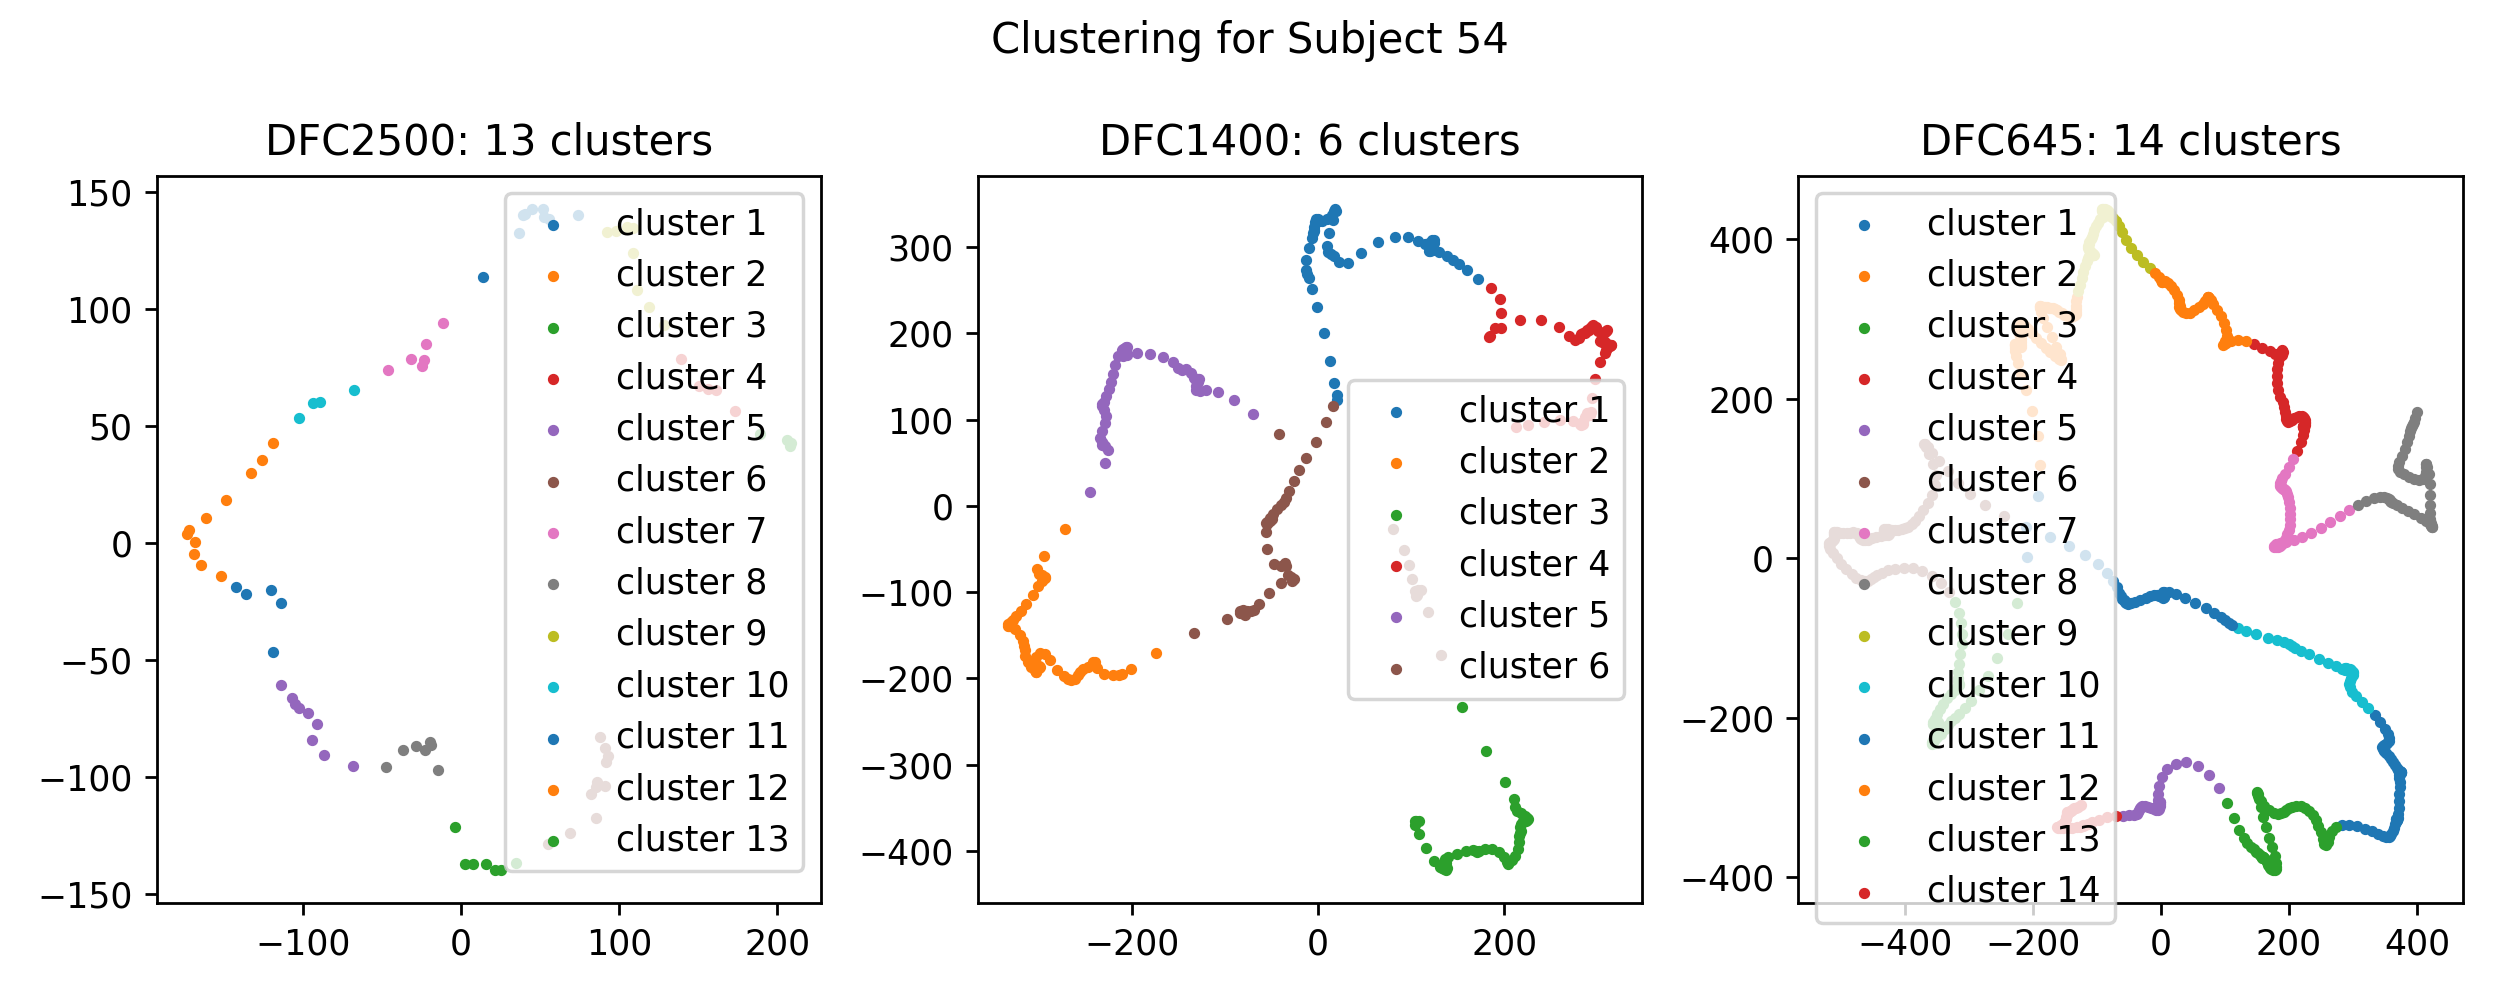 Clustering for Subject 54
DFC2500: 13 clusters
150
100
50
0
−50
−100
−150
−100
0
100
200
cluster 1
cluster 2
cluster 3
cluster 4
cluster 5
cluster 6
cluster 7
cluster 8
cluster 9
cluster 10
cluster 11
cluster 12
cluster 13
DFC1400: 6 clusters
300
200
100
0
−100
−200
−300
−400
−200
0
200
cluster 1
cluster 2
cluster 3
cluster 4
cluster 5
cluster 6
DFC645: 14 clusters
400
200
0
−200
−400
−400
−200
0
200
400
cluster 1
cluster 2
cluster 3
cluster 4
cluster 5
cluster 6
cluster 7
cluster 8
cluster 9
cluster 10
cluster 11
cluster 12
cluster 13
cluster 14